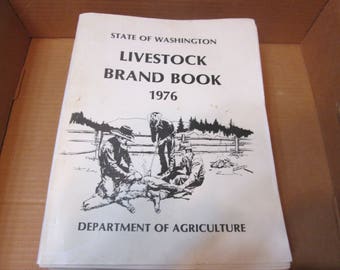 STATE OF WASHINGTON
LIVESTOCK
BRAND BOOK
1976
DEPARTMENT OF AGRICULTURE